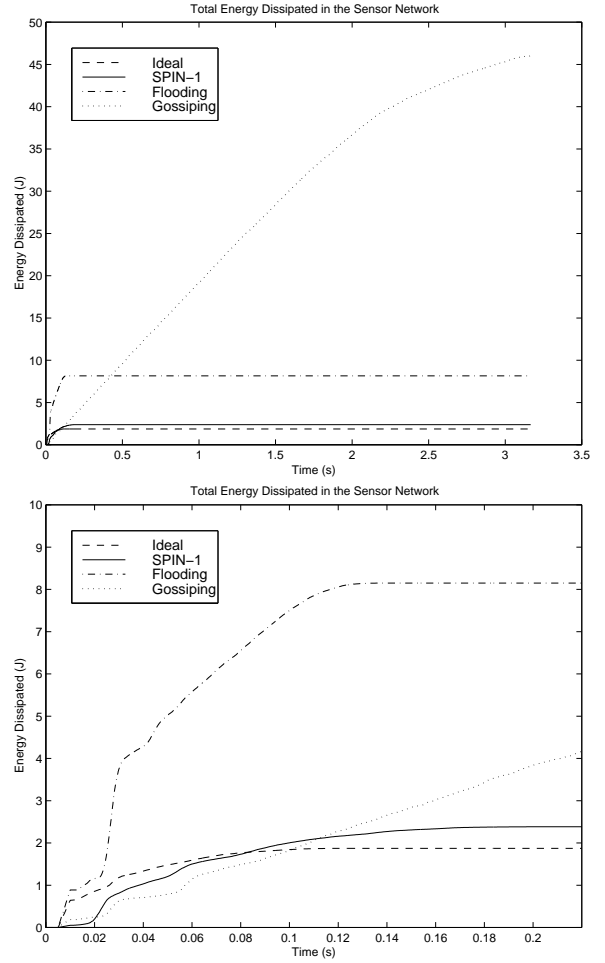 Total Energy Dissipated in the Sensor Network
50
45
40
35
30
25
20
15
10
5
0
Energy Dissipated (J)
Ideal
SPIN−1
Flooding
Gossiping
0.5
1
1.5
2
2.5
3
3.5
Time (s)
Total Energy Dissipated in the Sensor Network
10
9
8
7
6
5
4
3
2
1
0
Energy Dissipated (J)
Ideal
SPIN−1
Flooding
Gossiping
0.02
0.04
0.06
0.08
0.1
0.12
0.14
0.16
0.18
0.2
Time (s)